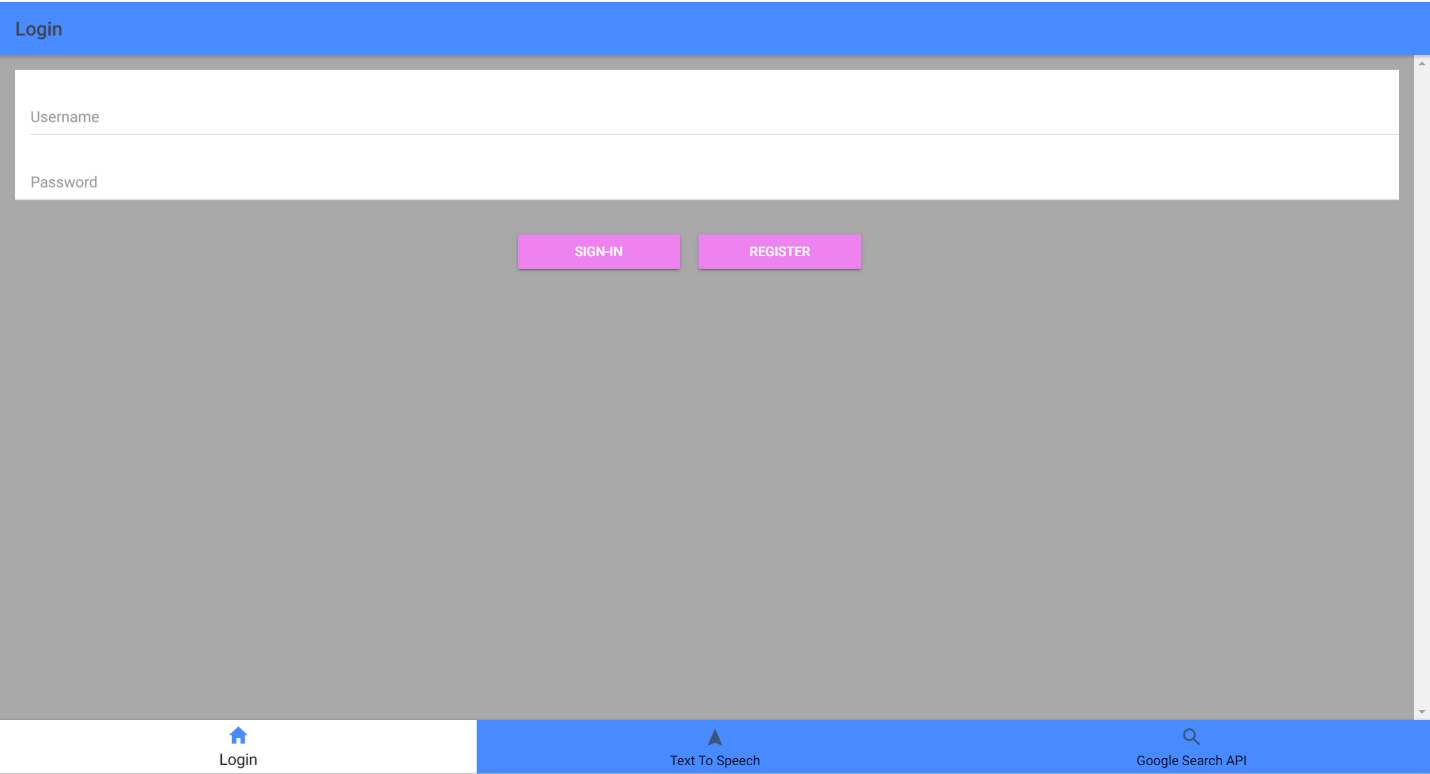 Login
Username
Password
SIGN-IN
REGISTER
Login
Text To Speech
Google Search API